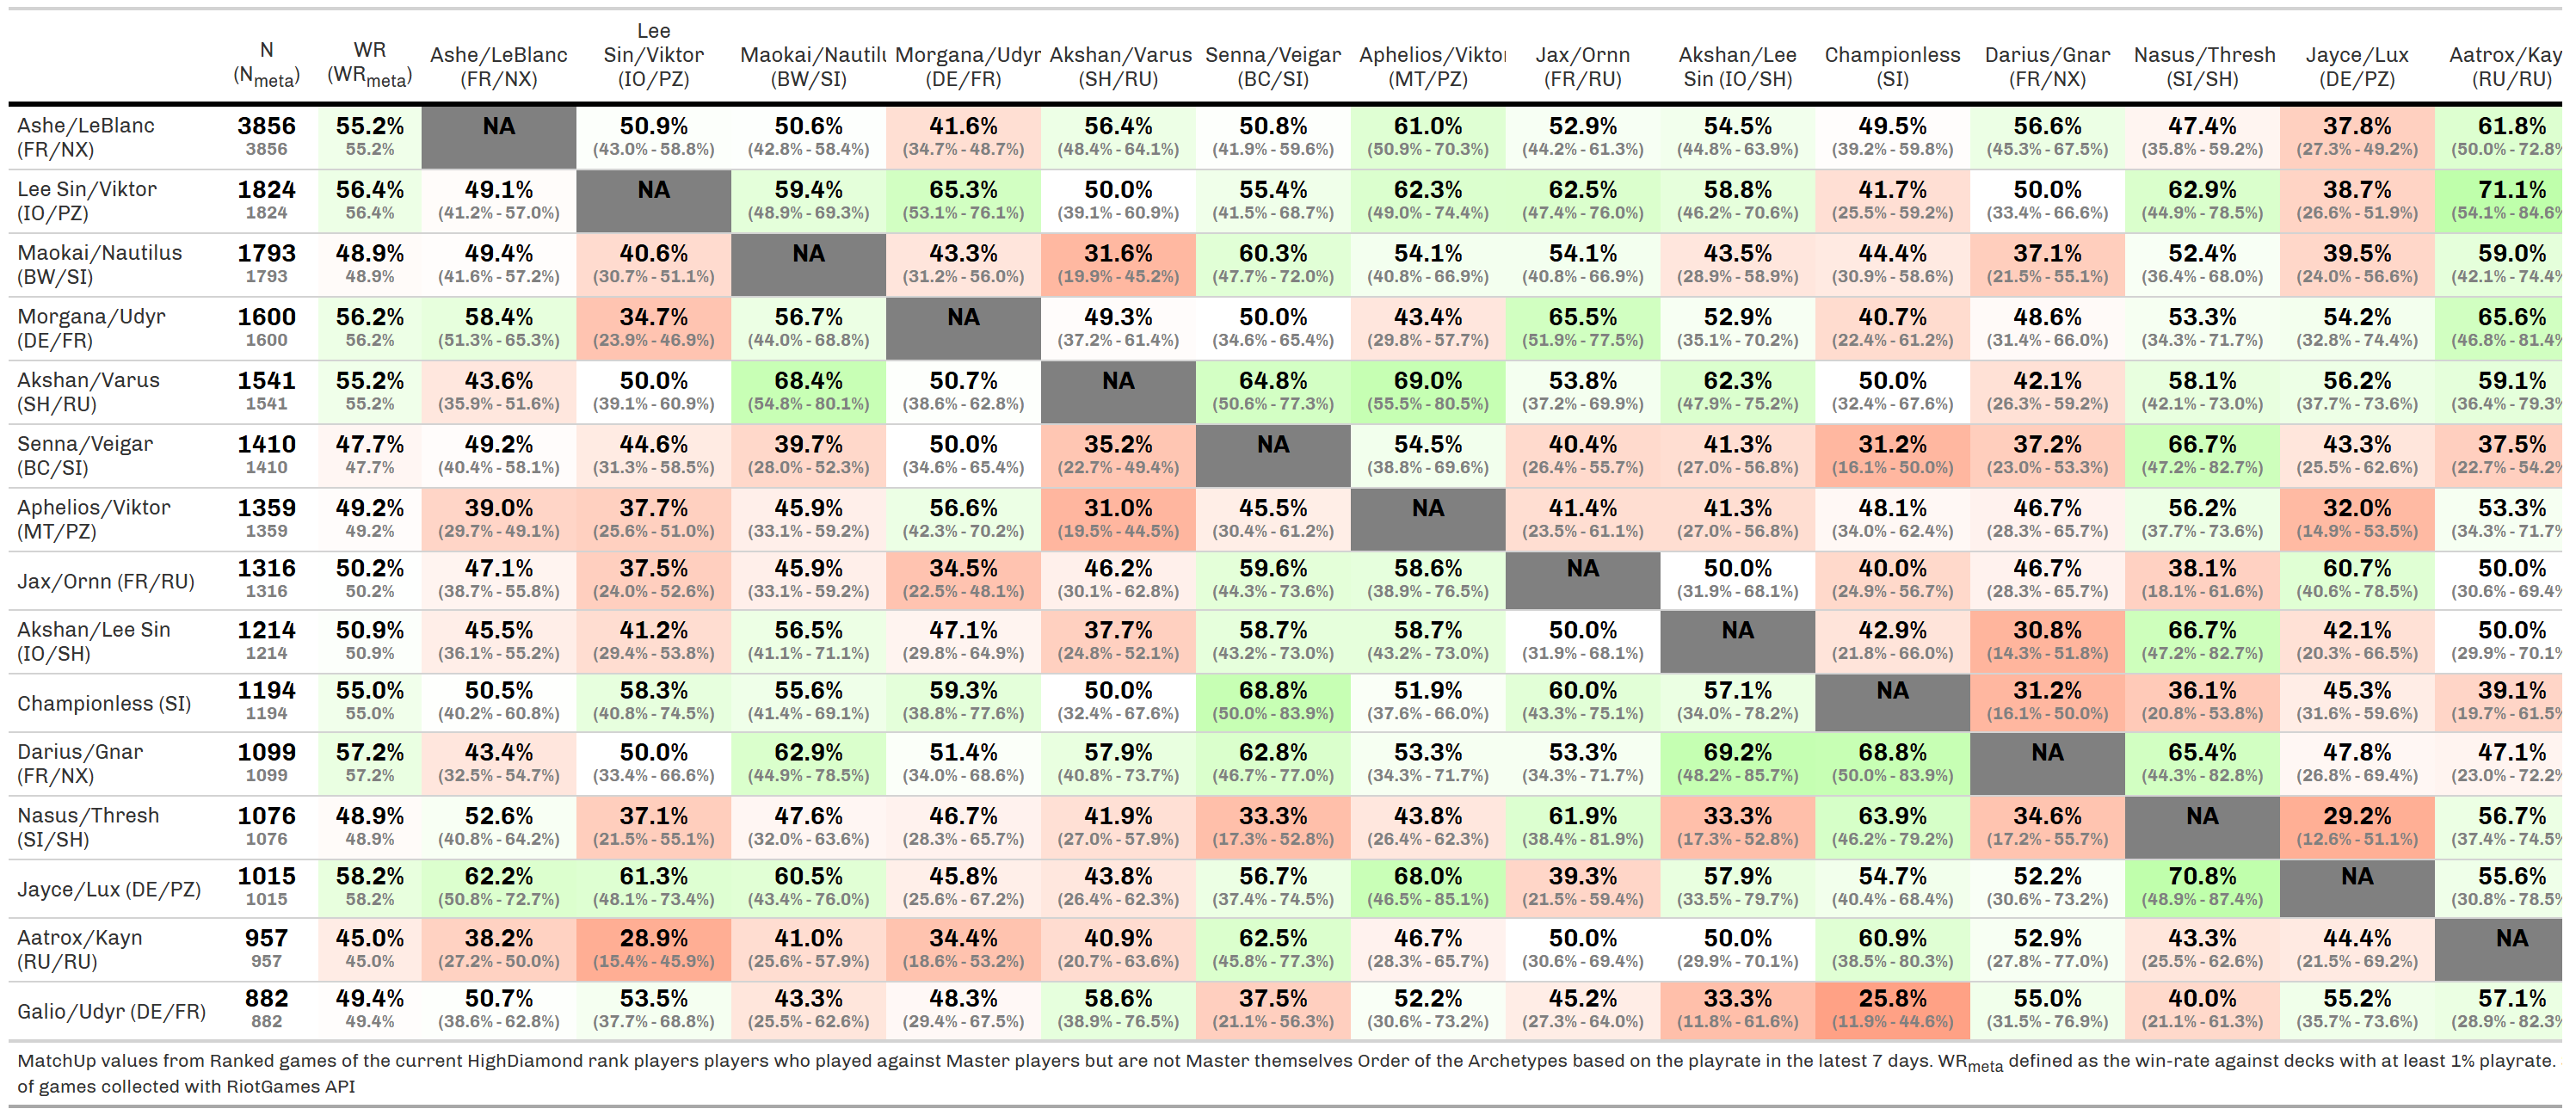 Lee
N WR Ashe/LeBlanc Sin/Viktor Maokai/Nautilu Morgana/Udyr Akshan/Varus Senna/Veigar Aphelios/Viktor Jax/Ornn Akshan/Lee Championless Darius/Gnar Nasus/Thresh Jayce/Lux Aatrox/Kay
(Nmeta) (WRmeta) (FR/NX) (IO/PZ) (BW/SI) (DE/FR) (SH/RU) (BC/SI) (MT/PZ) (FR/RU) Sin (IO/SH) (SI) (FR/NX) (SI/SH) (DE/PZ) (RU/RU)
Ashe/LeBlanc 3856 55.2% NA 50.9% 50.6% 41.6% 56.4% 50.8% 61.0% 52.9% 54.5% 49.5% 56.6% 47.4% 37.8% 61.8%
(FR/NX) 3856 55.2% (43.0% - 58.8%) (42.8% - 58.4%) (34.7% - 48.7%) (48.4% - 64.1%) (41.9% - 59.6%) (50.9% - 70.3%) (44.2% - 61.3%) (44.8% - 63.9%) (39.2% - 59.8%) (45.3% - 67.5%) (35.8% - 59.2%) (27.3% - 49.2%) (50.0% - 72.8%
Lee Sin/Viktor 1824 56.4% 49.1% NA 59.4% 65.3% 50.0% 55.4% 62.3% 62.5% 58.8% 41.7% 50.0% 62.9% 38.7% 71.1%
(IO/PZ) 1824 56.4% (41.2% - 57.0%) (48.9% - 69.3%) (53.1% - 76.1%) (39.1% - 60.9%) (41.5% - 68.7%) (49.0% - 74.4%) (47.4% - 76.0%) (46.2% - 70.6%) (25.5% - 59.2%) (33.4% - 66.6%) (44.9% - 78.5%) (26.6% - 51.9%) (54.1% - 84.6%
Maokai/Nautilus 1793 48.9% 49.4% 40.6% NA 43.3% 31.6% 60.3% 54.1% 54.1% 43.5% 44.4% 37.1% 52.4% 39.5% 59.0%
(BW/SI) 1793 48.9% (41.6% - 57.2%) (30.7% - 51.1%) (31.2% - 56.0%) (19.9% - 45.2%) (47.7% - 72.0%) (40.8% - 66.9%) (40.8% - 66.9%) (28.9% - 58.9%) (30.9% - 58.6%) (21.5% - 55.1%) (36.4% - 68.0%) (24.0% - 56.6%) (42.1% - 74.4%
Morgana/Udyr 1600 56.2% 58.4% 34.7% 56.7% NA 49.3% 50.0% 43.4% 65.5% 52.9% 40.7% 48.6% 53.3% 54.2% 65.6%
(DE/FR) 1600 56.2% (51.3% - 65.3%) (23.9% - 46.9%) (44.0% - 68.8%) (37.2% - 61.4%) (34.6% - 65.4%) (29.8% - 57.7%) (51.9% - 77.5%) (35.1% - 70.2%) (22.4% - 61.2%) (31.4% - 66.0%) (34.3% - 71.7%) (32.8% - 74.4%) (46.8% - 81.4%
Akshan/Varus 1541 55.2% 43.6% 50.0% 68.4% 50.7% NA 64.8% 69.0% 53.8% 62.3% 50.0% 42.1% 58.1% 56.2% 59.1%
(SH/RU) 1541 55.2% (35.9% - 51.6%) (39.1% - 60.9%) (54.8% - 80.1%) (38.6% - 62.8%) (50.6% - 77.3%) (55.5% - 80.5%) (37.2% - 69.9%) (47.9% - 75.2%) (32.4% - 67.6%) (26.3% - 59.2%) (42.1% - 73.0%) (37.7% - 73.6%) (36.4% - 79.3%
Senna/Veigar 1410 47.7% 49.2% 44.6% 39.7% 50.0% 35.2% NA 54.5% 40.4% 41.3% 31.2% 37.2% 66.7% 43.3% 37.5%
(BC/SI) 1410 47.7% (40.4% - 58.1%) (31.3% - 58.5%) (28.0% - 52.3%) (34.6% - 65.4%) (22.7% - 49.4%) (38.8% - 69.6%) (26.4% - 55.7%) (27.0% - 56.8%) (16.1% - 50.0%) (23.0% - 53.3%) (47.2% - 82.7%) (25.5% - 62.6%) (22.7% - 54.2%
Aphelios/Viktor 1359 49.2% 39.0% 37.7% 45.9% 56.6% 31.0% 45.5% NA 41.4% 41.3% 48.1% 46.7% 56.2% 32.0% 53.3%
(MT/PZ) 1359 49.2% (29.7% - 49.1%) (25.6% - 51.0%) (33.1% - 59.2%) (42.3% - 70.2%) (19.5% - 44.5%) (30.4% - 61.2%) (23.5% - 61.1%) (27.0% - 56.8%) (34.0% - 62.4%) (28.3% - 65.7%) (37.7% - 73.6%) (14.9% - 53.5%) (34.3% - 71.7%
Jax/Ornn (FR/RU) 1316 50.2% 47.1% 37.5% 45.9% 34.5% 46.2% 59.6% 58.6% NA 50.0% 40.0% 46.7% 38.1% 60.7% 50.0%
1316 50.2% (38.7% - 55.8%) (24.0% - 52.6%) (33.1% - 59.2%) (22.5% - 48.1%) (30.1% - 62.8%) (44.3% - 73.6%) (38.9% - 76.5%) (31.9% - 68.1%) (24.9% - 56.7%) (28.3% - 65.7%) (18.1% - 61.6%) (40.6% - 78.5%) (30.6% - 69.4%
Akshan/Lee Sin 1214 50.9% 45.5% 41.2% 56.5% 47.1% 37.7% 58.7% 58.7% 50.0% NA 42.9% 30.8% 66.7% 42.1% 50.0%
(IO/SH) 1214 50.9% (36.1% - 55.2%) (29.4% - 53.8%) (41.1% - 71.1%) (29.8% - 64.9%) (24.8% - 52.1%) (43.2% - 73.0%) (43.2% - 73.0%) (31.9% - 68.1%) (21.8% - 66.0%) (14.3% - 51.8%) (47.2% - 82.7%) (20.3% - 66.5%) (29.9% - 70.1%
Championless (SI) 1194 55.0% 50.5% 58.3% 55.6% 59.3% 50.0% 68.8% 51.9% 60.0% 57.1% NA 31.2% 36.1% 45.3% 39.1%
1194 55.0% (40.2% - 60.8%) (40.8% - 74.5%) (41.4% - 69.1%) (38.8% - 77.6%) (32.4% - 67.6%) (50.0% - 83.9%) (37.6% - 66.0%) (43.3% - 75.1%) (34.0% - 78.2%) (16.1% - 50.0%) (20.8% - 53.8%) (31.6% - 59.6%) (19.7% - 61.5%
Darius/Gnar 1099 57.2% 43.4% 50.0% 62.9% 51.4% 57.9% 62.8% 53.3% 53.3% 69.2% 68.8% NA 65.4% 47.8% 47.1%
(FR/NX) 1099 57.2% (32.5% - 54.7%) (33.4% - 66.6%) (44.9% - 78.5%) (34.0% - 68.6%) (40.8% - 73.7%) (46.7% - 77.0%) (34.3% - 71.7%) (34.3% - 71.7%) (48.2% - 85.7%) (50.0% - 83.9%) (44.3% - 82.8%) (26.8% - 69.4%) (23.0% - 72.2%
Nasus/Thresh 1076 48.9% 52.6% 37.1% 47.6% 46.7% 41.9% 33.3% 43.8% 61.9% 33.3% 63.9% 34.6% NA 29.2% 56.7%
(SI/SH) 1076 48.9% (40.8% - 64.2%) (21.5% - 55.1%) (32.0% - 63.6%) (28.3% - 65.7%) (27.0% - 57.9%) (17.3% - 52.8%) (26.4% - 62.3%) (38.4% - 81.9%) (17.3% - 52.8%) (46.2% - 79.2%) (17.2% - 55.7%) (12.6% - 51.1%) (37.4% - 74.5%
Jayce/Lux (DE/PZ) 1015 58.2% 62.2% 61.3% 60.5% 45.8% 43.8% 56.7% 68.0% 39.3% 57.9% 54.7% 52.2% 70.8% NA 55.6%
1015 58.2% (50.8% - 72.7%) (48.1% - 73.4%) (43.4% - 76.0%) (25.6% - 67.2%) (26.4% - 62.3%) (37.4% - 74.5%) (46.5% - 85.1%) (21.5% - 59.4%) (33.5% - 79.7%) (40.4% - 68.4%) (30.6% - 73.2%) (48.9% - 87.4%) (30.8% - 78.5%
Aatrox/Kayn 957 45.0% 38.2% 28.9% 41.0% 34.4% 40.9% 62.5% 46.7% 50.0% 50.0% 60.9% 52.9% 43.3% 44.4% NA
(RU/RU) 957 45.0% (27.2% - 50.0%) (15.4% - 45.9%) (25.6% - 57.9%) (18.6% - 53.2%) (20.7% - 63.6%) (45.8% - 77.3%) (28.3% - 65.7%) (30.6% - 69.4%) (29.9% - 70.1%) (38.5% - 80.3%) (27.8% - 77.0%) (25.5% - 62.6%) (21.5% - 69.2%)
Galio/Udyr (DE/FR) 882 49.4% 50.7% 53.5% 43.3% 48.3% 58.6% 37.5% 52.2% 45.2% 33.3% 25.8% 55.0% 40.0% 55.2% 57.1%
882 49.4% (38.6% - 62.8%) (37.7% - 68.8%) (25.5% - 62.6%) (29.4% - 67.5%) (38.9% - 76.5%) (21.1% - 56.3%) (30.6% - 73.2%) (27.3% - 64.0%) (11.8% - 61.6%) (11.9% - 44.6%) (31.5% - 76.9%) (21.1% - 61.3%) (35.7% - 73.6%) (28.9% - 82.3%
MatchUp values from Ranked games of the current HighDiamond rank players players who played against Master players but are not Master themselves Order of the Archetypes based on the playrate in the latest 7 days. WRmeta defined as the win-rate against decks with at least 1% playrate.
of games collected with RiotGames API